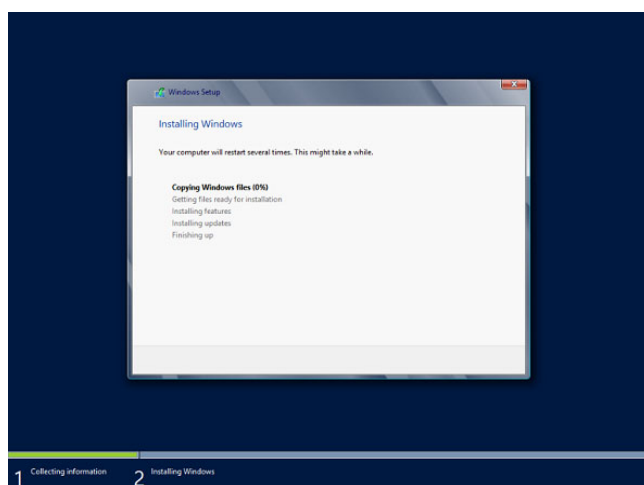 Windows Setup
Installing Windows
Your computer will restart several times. This might take a while.
Copying Windows files (0%)
Getting files ready for installation
Installing features
Installing updates
Finishing up
1 Collecting information
2 Installing Windows